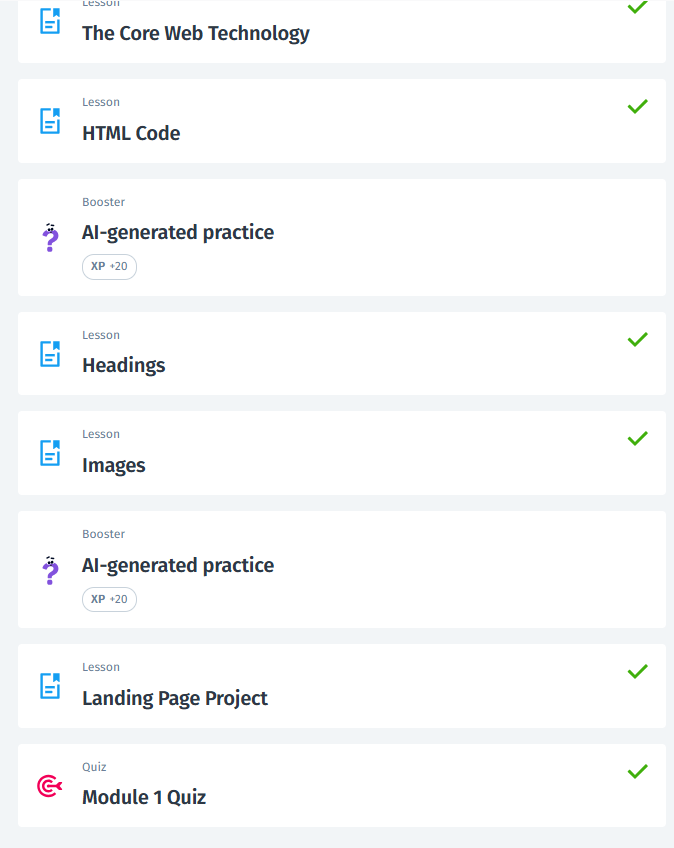 Lesson
The Core Web Technology
Lesson
HTML Code
Booster
AI-generated practice
XP +20
Lesson
Headings
Lesson
Images
Booster
AI-generated practice
XP +20
Lesson
Landing Page Project
Quiz
Module 1 Quiz